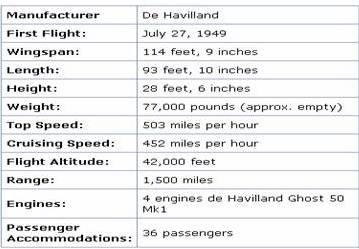 Manufacturer De Havilland
First Flight: July 27, 1949
Wingspan: 114 feet, 9 inches
Length: 93 feet, 10 inches
Height: 28 feet, 6 inches
Weight: 77,000 pounds (approx. empty)
Top Speed: 503 miles per hour
Cruising Speed: 452 miles per hour
Flight Altitude: 42,000 feet
Range: 1,500 miles
Engines: 4 engines de Havilland Ghost 50
Mk1
Passenger
Accommodations: 36 passengers